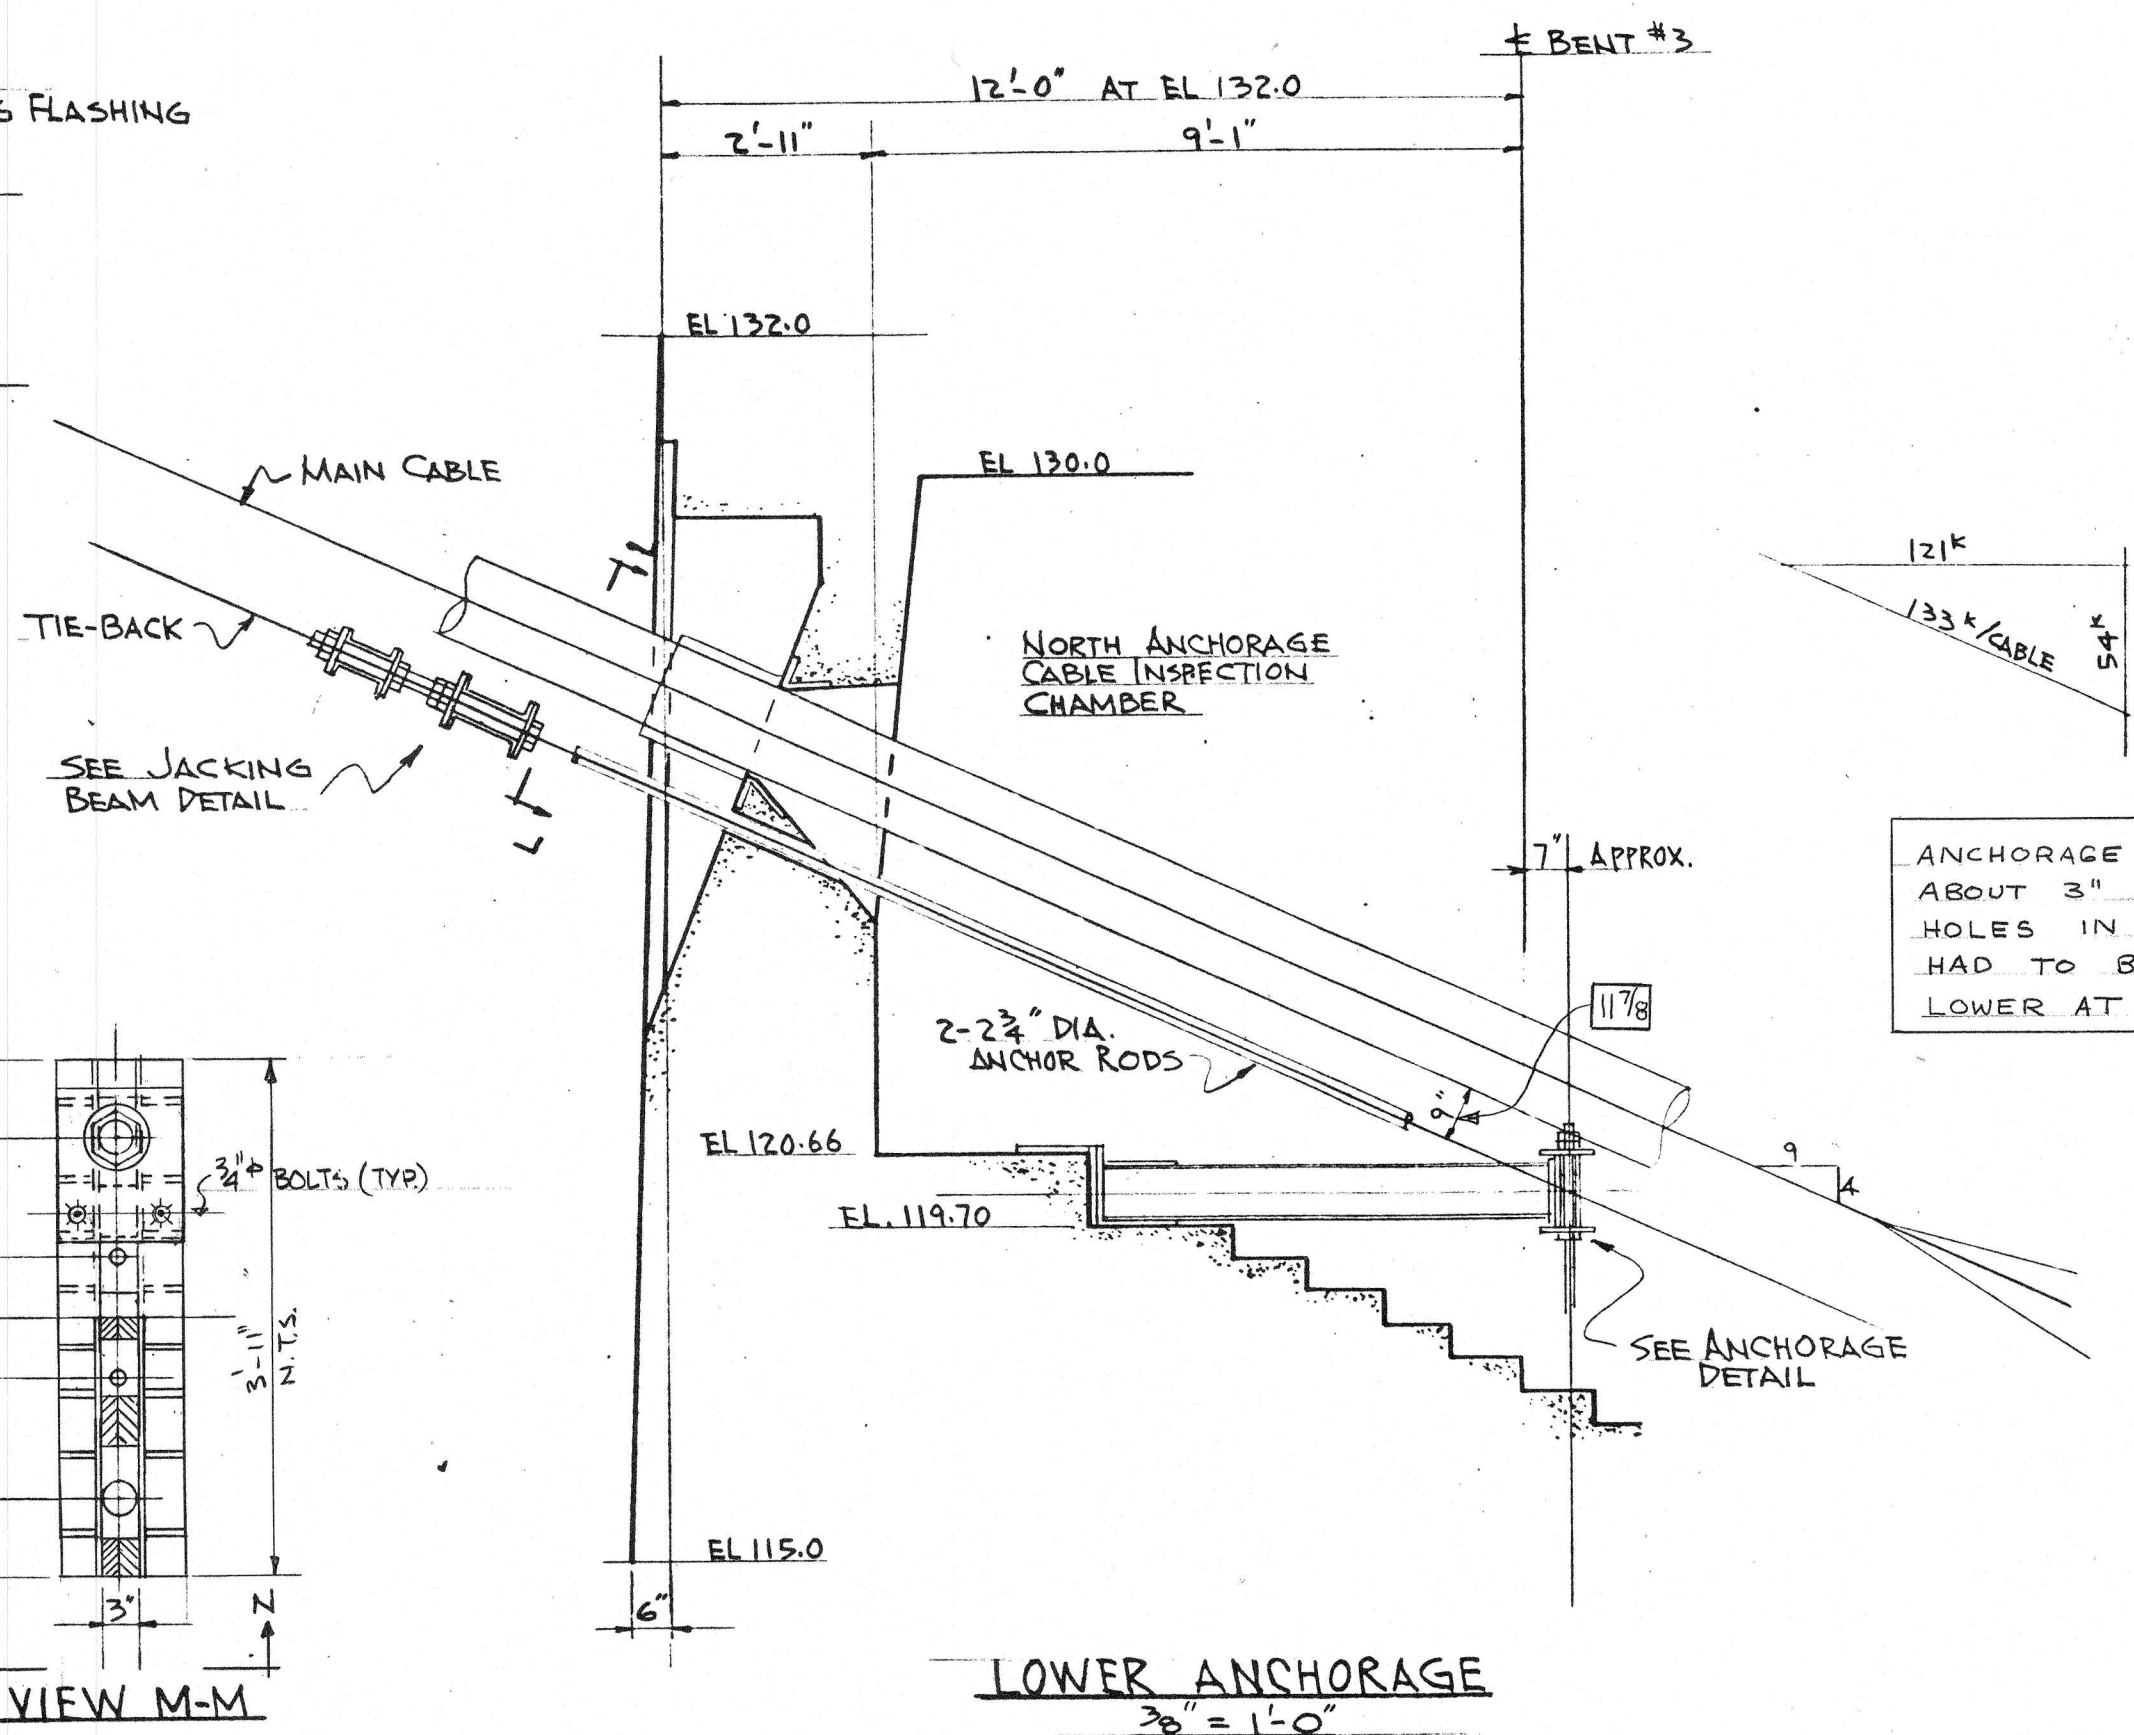 ℄ BENT #3
12'-0" AT EL 132.0
FLASHING
2'-11"
9'-1"
EL 132.0
EL 130.0
MAIN CABLE
121ᴷ
133 ᴷ/CABLE
54ᴷ
TIE-BACK
NORTH ANCHORAGE
CABLE INSPECTION
CHAMBER
SEE JACKING
BEAM DETAIL
L
L
7" APPROX.
ANCHORAGE
ABOUT 3"
HOLES IN
HAD TO B
LOWER AT
11 7/8
2-2 3/4" DIA.
ANCHOR RODS
9"
EL 120.66
9
4
3/4"ɸ BOLTS (TYP.)
EL. 119.70
3'-11"
N.T.S.
SEE ANCHORAGE
DETAIL
EL 115.0
3"
N
6"
VIEW M-M
LOWER ANCHORAGE
3/8" = 1'-0"